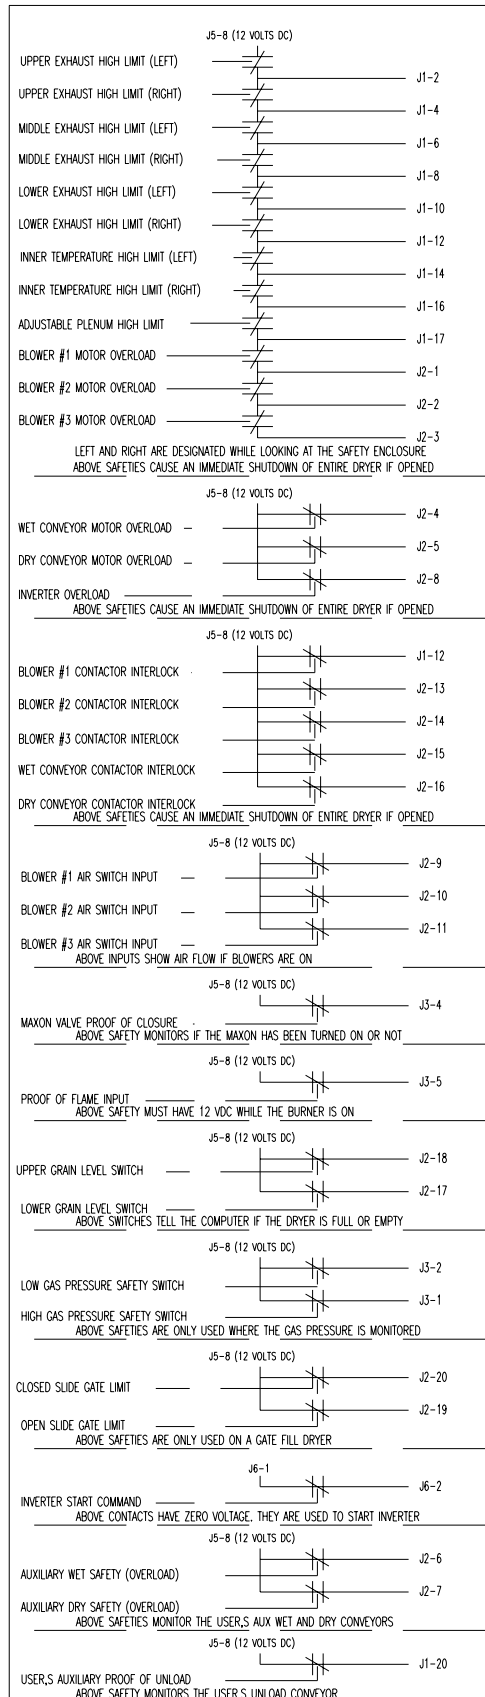 J5-8 (12 VOLTS DC)
UPPER EXHAUST HIGH LIMIT (LEFT)
J1-2
UPPER EXHAUST HIGH LIMIT (RIGHT)
J1-4
MIDDLE EXHAUST HIGH LIMIT (LEFT)
J1-6
MIDDLE EXHAUST HIGH LIMIT (RIGHT)
J1-8
LOWER EXHAUST HIGH LIMIT (LEFT)
J1-10
LOWER EXHAUST HIGH LIMIT (RIGHT)
J1-12
INNER TEMPERATURE HIGH LIMIT (LEFT)
J1-14
INNER TEMPERATURE HIGH LIMIT (RIGHT)
J1-16
ADJUSTABLE PLENUM HIGH LIMIT
J1-17
BLOWER #1 MOTOR OVERLOAD
J2-1
BLOWER #2 MOTOR OVERLOAD
J2-2
BLOWER #3 MOTOR OVERLOAD
J2-3
LEFT AND RIGHT ARE DESIGNATED WHILE LOOKING AT THE SAFETY ENCLOSURE
ABOVE SAFETIES CAUSE AN IMMEDIATE SHUTDOWN OF ENTIRE DRYER IF OPENED
J5-8 (12 VOLTS DC)
J2-4
WET CONVEYOR MOTOR OVERLOAD
J2-5
DRY CONVEYOR MOTOR OVERLOAD
J2-8
INVERTER OVERLOAD
ABOVE SAFETIES CAUSE AN IMMEDIATE SHUTDOWN OF ENTIRE DRYER IF OPENED
J5-8 (12 VOLTS DC)
J1-12
BLOWER #1 CONTACTOR INTERLOCK
J2-13
BLOWER #2 CONTACTOR INTERLOCK
J2-14
BLOWER #3 CONTACTOR INTERLOCK
J2-15
WET CONVEYOR CONTACTOR INTERLOCK
J2-16
DRY CONVEYOR CONTACTOR INTERLOCK
ABOVE SAFETIES CAUSE AN IMMEDIATE SHUTDOWN OF ENTIRE DRYER IF OPENED
J5-8 (12 VOLTS DC)
J2-9
BLOWER #1 AIR SWITCH INPUT
J2-10
BLOWER #2 AIR SWITCH INPUT
J2-11
BLOWER #3 AIR SWITCH INPUT
ABOVE INPUTS SHOW AIR FLOW IF BLOWERS ARE ON
J5-8 (12 VOLTS DC)
J3-4
MAXON VALVE PROOF OF CLOSURE
ABOVE SAFETY MONITORS IF THE MAXON HAS BEEN TURNED ON OR NOT
J5-8 (12 VOLTS DC)
J3-5
PROOF OF FLAME INPUT
ABOVE SAFETY MUST HAVE 12 VDC WHILE THE BURNER IS ON
J5-8 (12 VOLTS DC)
J2-18
UPPER GRAIN LEVEL SWITCH
J2-17
LOWER GRAIN LEVEL SWITCH
ABOVE SWITCHES TELL THE COMPUTER IF THE DRYER IS FULL OR EMPTY
J5-8 (12 VOLTS DC)
J3-2
LOW GAS PRESSURE SAFETY SWITCH
J3-1
HIGH GAS PRESSURE SAFETY SWITCH
ABOVE SAFETIES ARE ONLY USED WHERE THE GAS PRESSURE IS MONITORED
J5-8 (12 VOLTS DC)
J2-20
CLOSED SLIDE GATE LIMIT
J2-19
OPEN SLIDE GATE LIMIT
ABOVE SAFETIES ARE ONLY USED ON A GATE FILL DRYER
J6-1
J6-2
INVERTER START COMMAND
ABOVE CONTACTS HAVE ZERO VOLTAGE. THEY ARE USED TO START INVERTER
J5-8 (12 VOLTS DC)
J2-6
AUXILIARY WET SAFETY (OVERLOAD)
J2-7
AUXILIARY DRY SAFETY (OVERLOAD)
ABOVE SAFETIES MONITOR THE USER,S AUX WET AND DRY CONVEYORS
J5-8 (12 VOLTS DC)
J1-20
USER,S AUXILIARY PROOF OF UNLOAD
ABOVE SAFETY MONITORS THE USER,S UNLOAD CONVEYOR